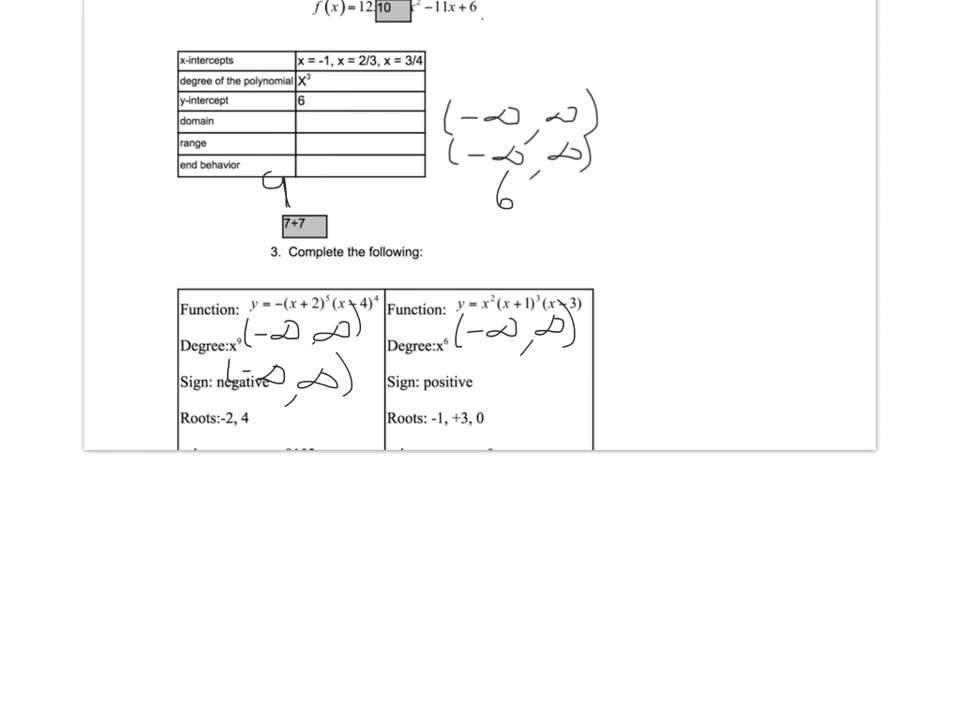 f(x) = 12 10 x² −11x + 6
x-intercepts x = -1, x = 2/3, x = 3/4
degree of the polynomial X³
y-intercept 6
domain (-∞, ∞)
range (-∞, ∞)
end behavior
9 6
7+7
3. Complete the following:
Function: y = −(x + 2)⁵(x − 4)⁴ Function: y = x²(x + 1)³(x − 3)
(-∞, ∞) (-∞, ∞)
Degree:x⁹ Degree:x⁶
(-∞, ∞)
Sign: negative Sign: positive
Roots:-2, 4 Roots: -1, +3, 0